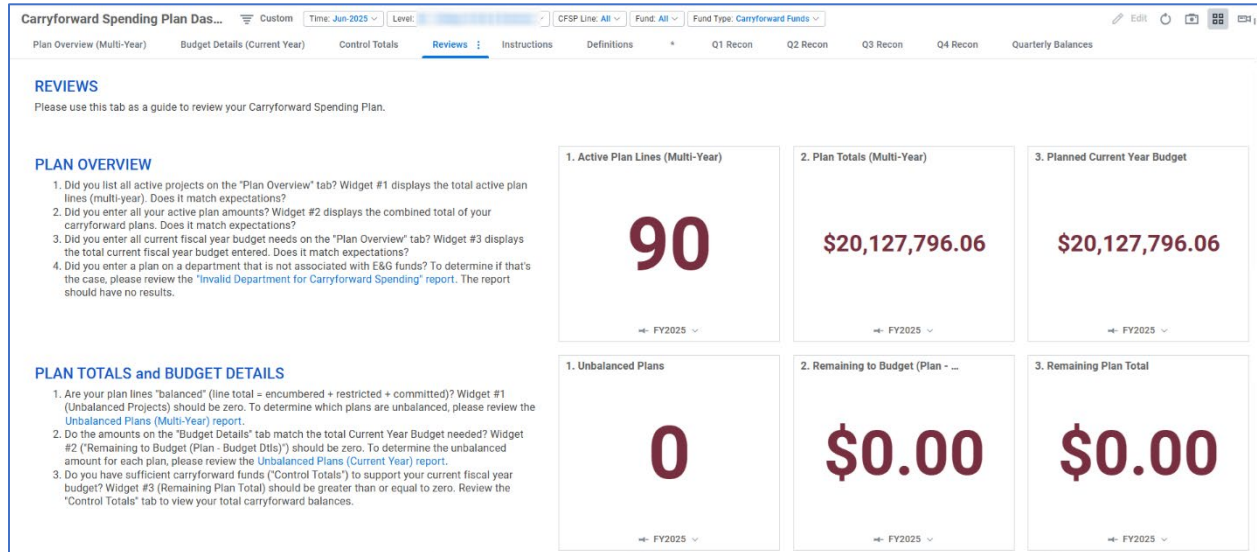 Carryforward Spending Plan Das... Custom Time: Jun-2025 Level: CFSP Line: All Fund: All Fund Type: Carryforward Funds Edit
Plan Overview (Multi-Year) Budget Details (Current Year) Control Totals Reviews Instructions Definitions * Q1 Recon Q2 Recon Q3 Recon Q4 Recon Quarterly Balances
REVIEWS
Please use this tab as a guide to review your Carryforward Spending Plan.
PLAN OVERVIEW
1. Did you list all active projects on the "Plan Overview" tab? Widget #1 displays the total active plan
lines (multi-year). Does it match expectations?
2. Did you enter all your active plan amounts? Widget #2 displays the combined total of your
carryforward plans. Does it match expectations?
3. Did you enter all current fiscal year budget needs on the "Plan Overview" tab? Widget #3 displays
the total current fiscal year budget entered. Does it match expectations?
4. Did you enter a plan on a department that is not associated with E&G funds? To determine if that's
the case, please review the "Invalid Department for Carryforward Spending" report. The report
should have no results.
1. Active Plan Lines (Multi-Year)
90
FY2025
2. Plan Totals (Multi-Year)
$20,127,796.06
FY2025
3. Planned Current Year Budget
$20,127,796.06
FY2025
PLAN TOTALS and BUDGET DETAILS
1. Are your plan lines "balanced" (line total = encumbered + restricted + committed)? Widget #1
(Unbalanced Projects) should be zero. To determine which plans are unbalanced, please review the
Unbalanced Plans (Multi-Year) report.
2. Do the amounts on the "Budget Details" tab match the total Current Year Budget needed? Widget
#2 ("Remaining to Budget (Plan - Budget Dtls)") should be zero. To determine the unbalanced
amount for each plan, please review the Unbalanced Plans (Current Year) report.
3. Do you have sufficient carryforward funds ("Control Totals") to support your current fiscal year
budget? Widget #3 (Remaining Plan Total) should be greater than or equal to zero. Review the
"Control Totals" tab to view your total carryforward balances.
1. Unbalanced Plans
0
FY2025
2. Remaining to Budget (Plan - ...
$0.00
FY2025
3. Remaining Plan Total
$0.00
FY2025